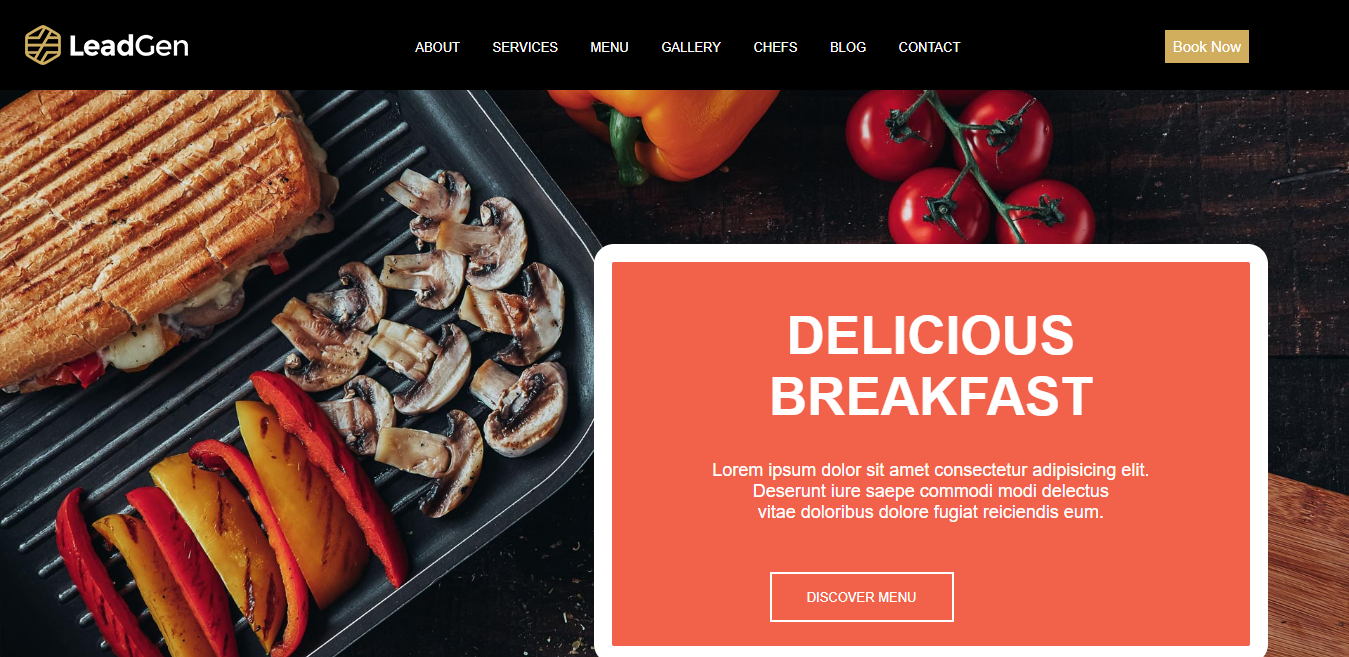 LeadGen
ABOUT SERVICES MENU GALLERY CHEFS BLOG CONTACT
Book Now
DELICIOUS
BREAKFAST
Lorem ipsum dolor sit amet consectetur adipisicing elit.
Deserunt iure saepe commodi modi delectus
vitae doloribus dolore fugiat reiciendis eum.
DISCOVER MENU